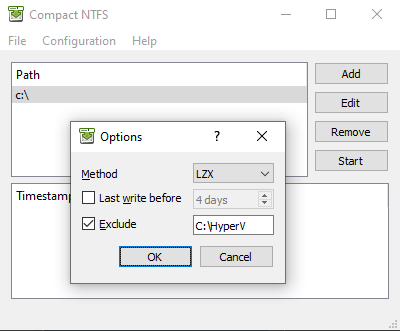 Compact NTFS
File Configuration Help
Path
c:\
Add
Edit
Remove
Start
Options
?
Method
LZX
Last write before
4 days
Exclude
C:\HyperV
OK
Cancel